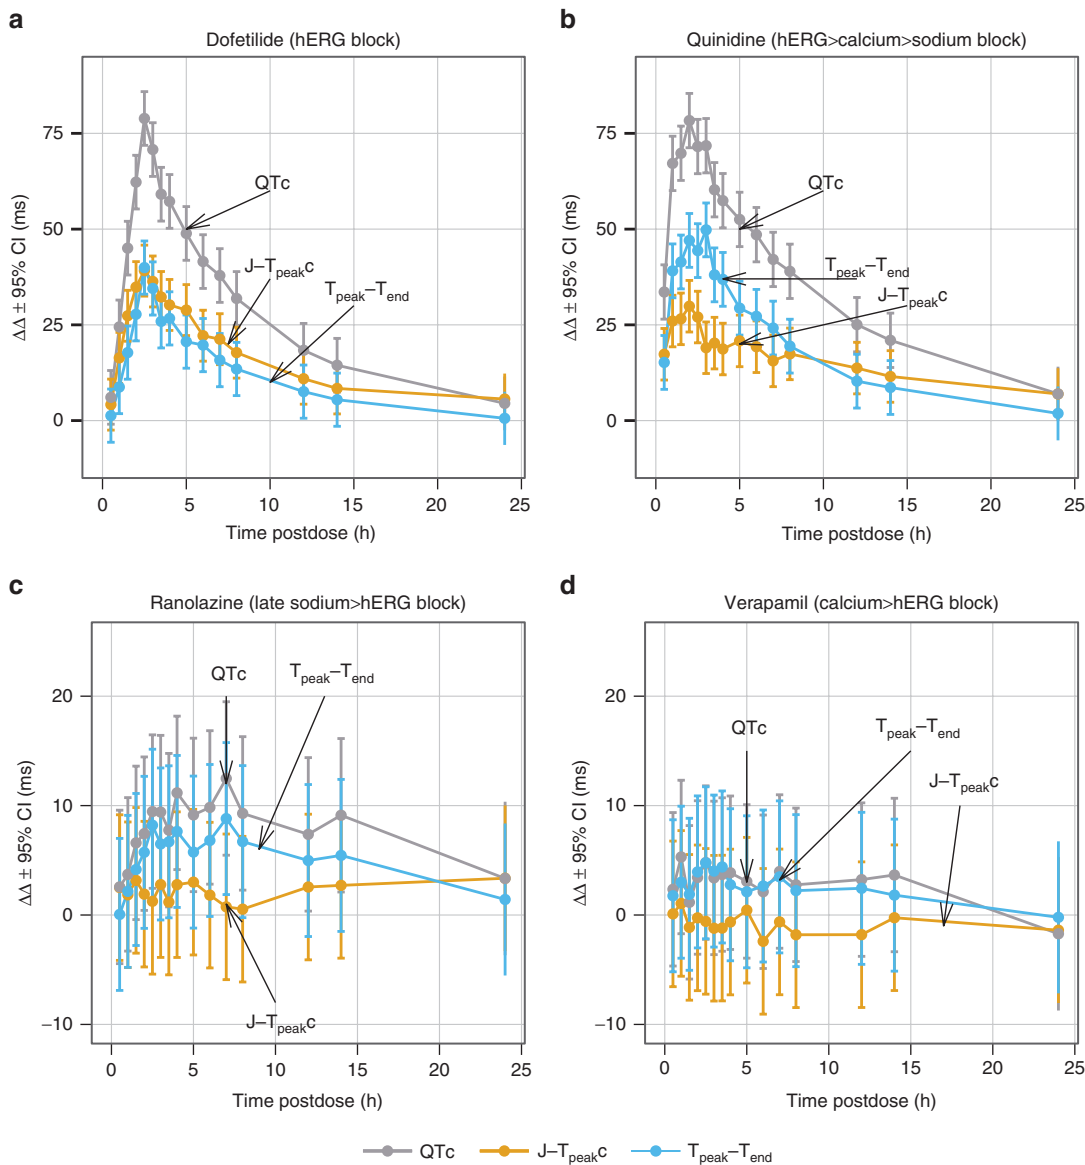 a
Dofetilide (hERG block)
ΔΔ ± 95% CI (ms)
75
50
25
0
QTc
J–Tpeakc
Tpeak–Tend
0 5 10 15 20 25
Time postdose (h)
b
Quinidine (hERG>calcium>sodium block)
ΔΔ ± 95% CI (ms)
75
50
25
0
QTc
Tpeak–Tend
J–Tpeakc
0 5 10 15 20 25
Time postdose (h)
c
Ranolazine (late sodium>hERG block)
ΔΔ ± 95% CI (ms)
20
10
0
–10
QTc
Tpeak–Tend
J–Tpeakc
0 5 10 15 20 25
Time postdose (h)
d
Verapamil (calcium>hERG block)
ΔΔ ± 95% CI (ms)
20
10
0
–10
QTc
Tpeak–Tend
J–Tpeakc
0 5 10 15 20 25
Time postdose (h)
QTc J–Tpeakc Tpeak–Tend